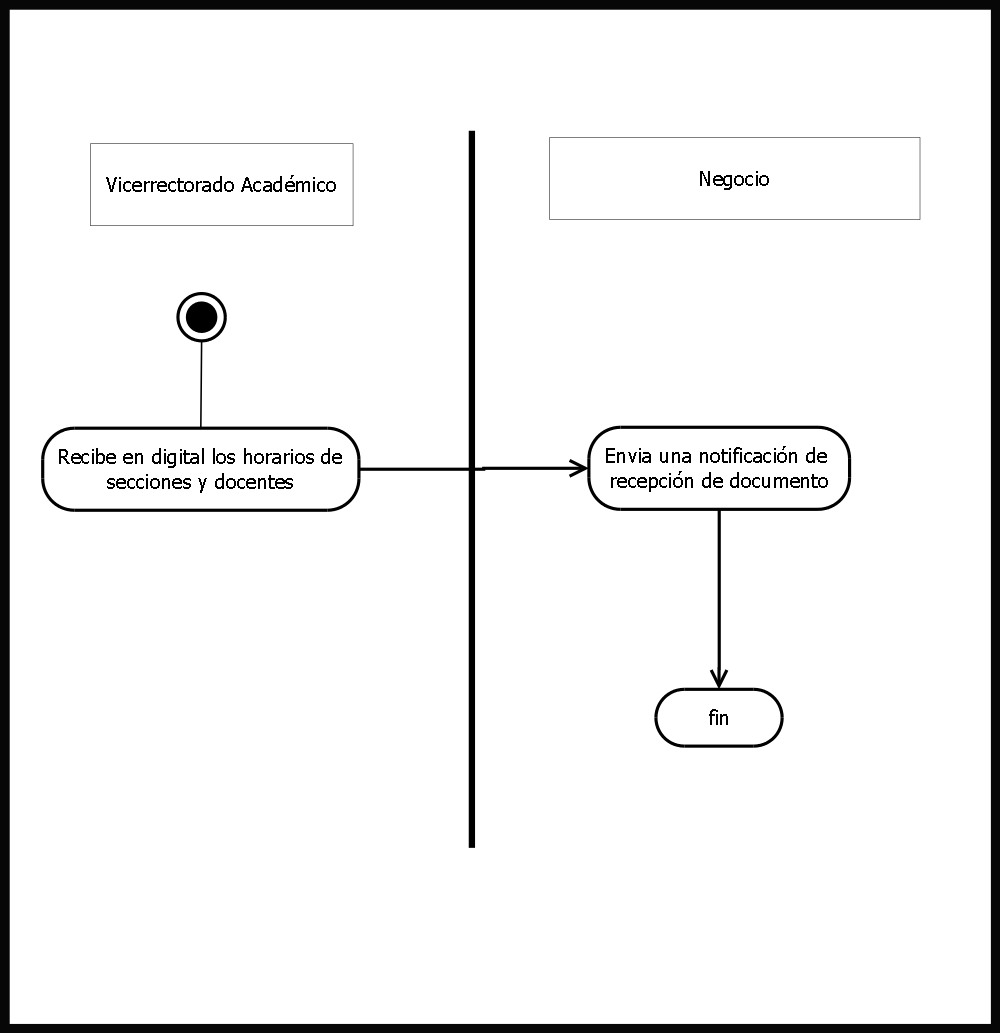 Vicerrectorado Académico
Negocio
Recibe en digital los horarios de
secciones y docentes
Envia una notificación de
recepción de documento
fin